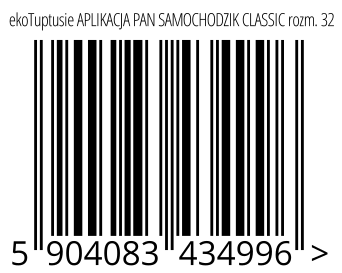 ekoTuptusie APLIKACJA PAN SAMOCHODZIK CLASSIC rozm. 32
5 904083 434996 >